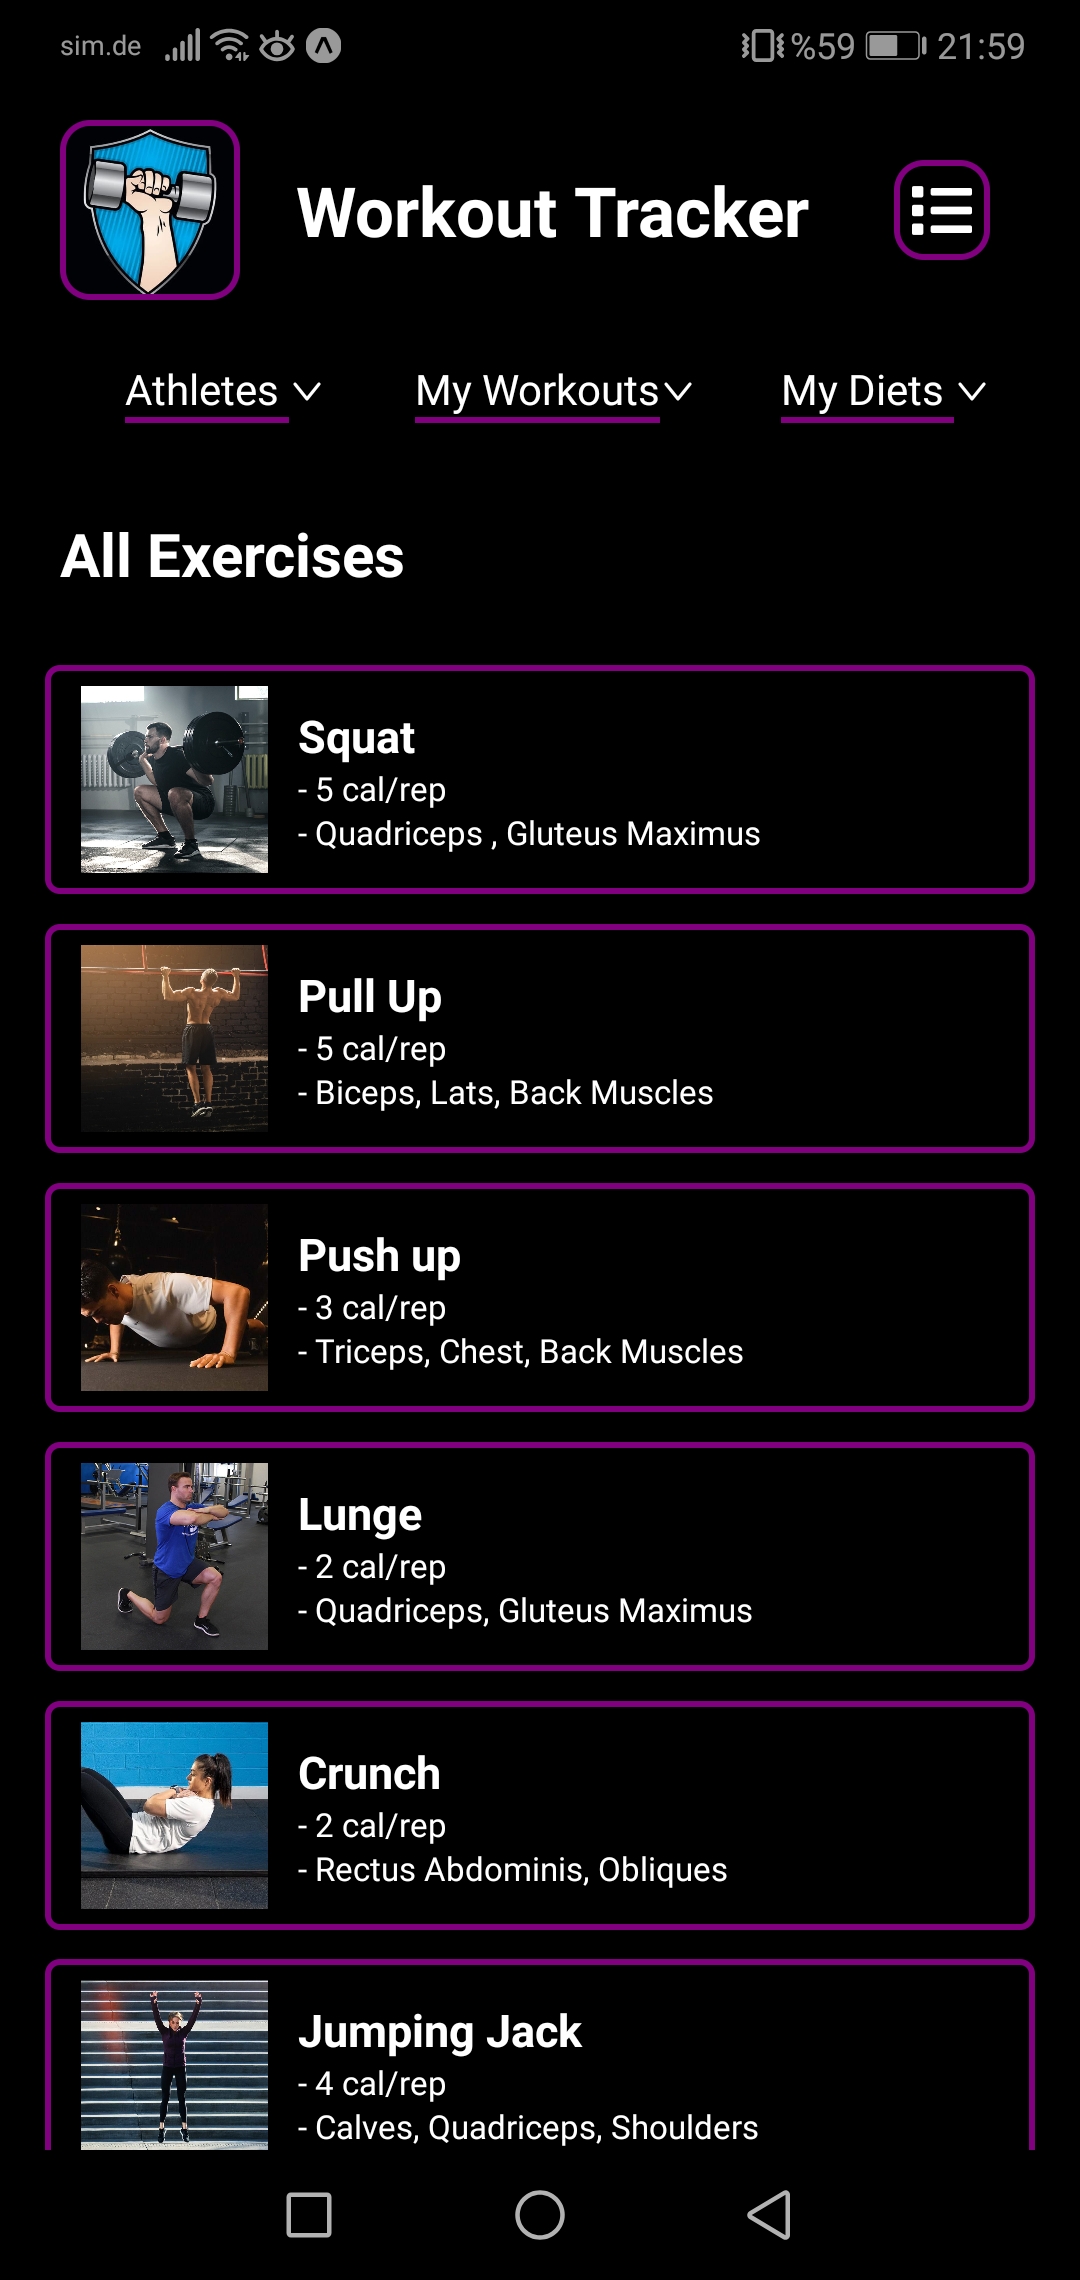 sim.de %59 21:59
Workout Tracker
Athletes My Workouts My Diets
All Exercises
Squat
- 5 cal/rep
- Quadriceps , Gluteus Maximus
Pull Up
- 5 cal/rep
- Biceps, Lats, Back Muscles
Push up
- 3 cal/rep
- Triceps, Chest, Back Muscles
Lunge
- 2 cal/rep
- Quadriceps, Gluteus Maximus
Crunch
- 2 cal/rep
- Rectus Abdominis, Obliques
Jumping Jack
- 4 cal/rep
- Calves, Quadriceps, Shoulders